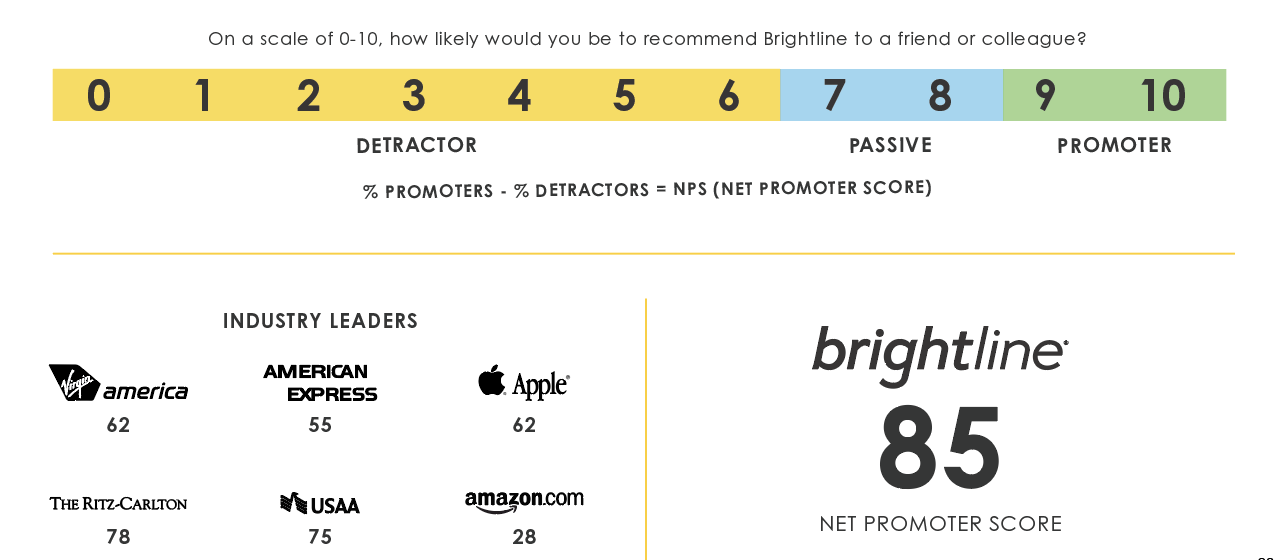 On a scale of 0-10, how likely would you be to recommend Brightline to a friend or colleague?
0 1 2 3 4 5 6 7 8 9 10
DETRACTOR PASSIVE PROMOTER
% PROMOTERS - % DETRACTORS = NPS (NET PROMOTER SCORE)
INDUSTRY LEADERS
Virgin america
62
AMERICAN
EXPRESS
55
Apple
62
THE RITZ-CARLTON
78
USAA
75
amazon.com
28
brightline
85
NET PROMOTER SCORE